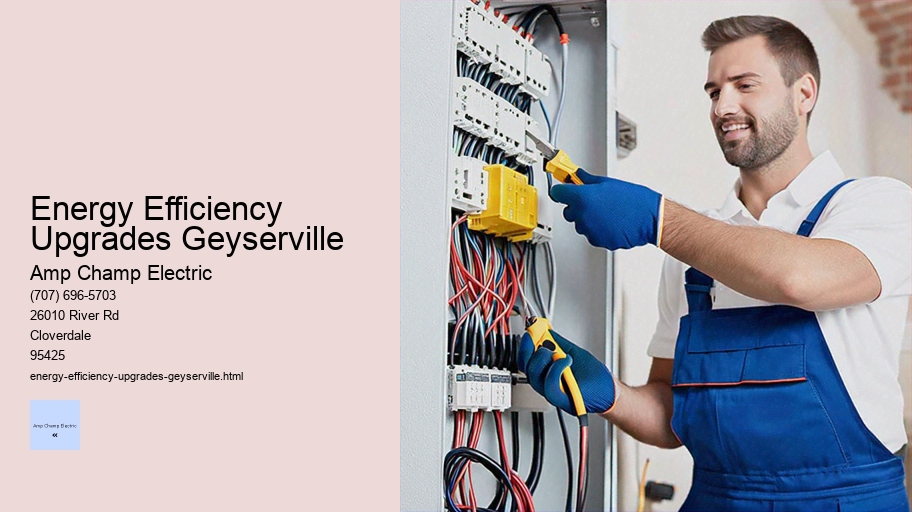 Energy Efficiency
Upgrades Geyserville
Amp Champ Electric
(707) 696-5703
26010 River Rd
Cloverdale
95425
energy-efficiency-upgrades-geyserville.html
Amp Champ Electric
«